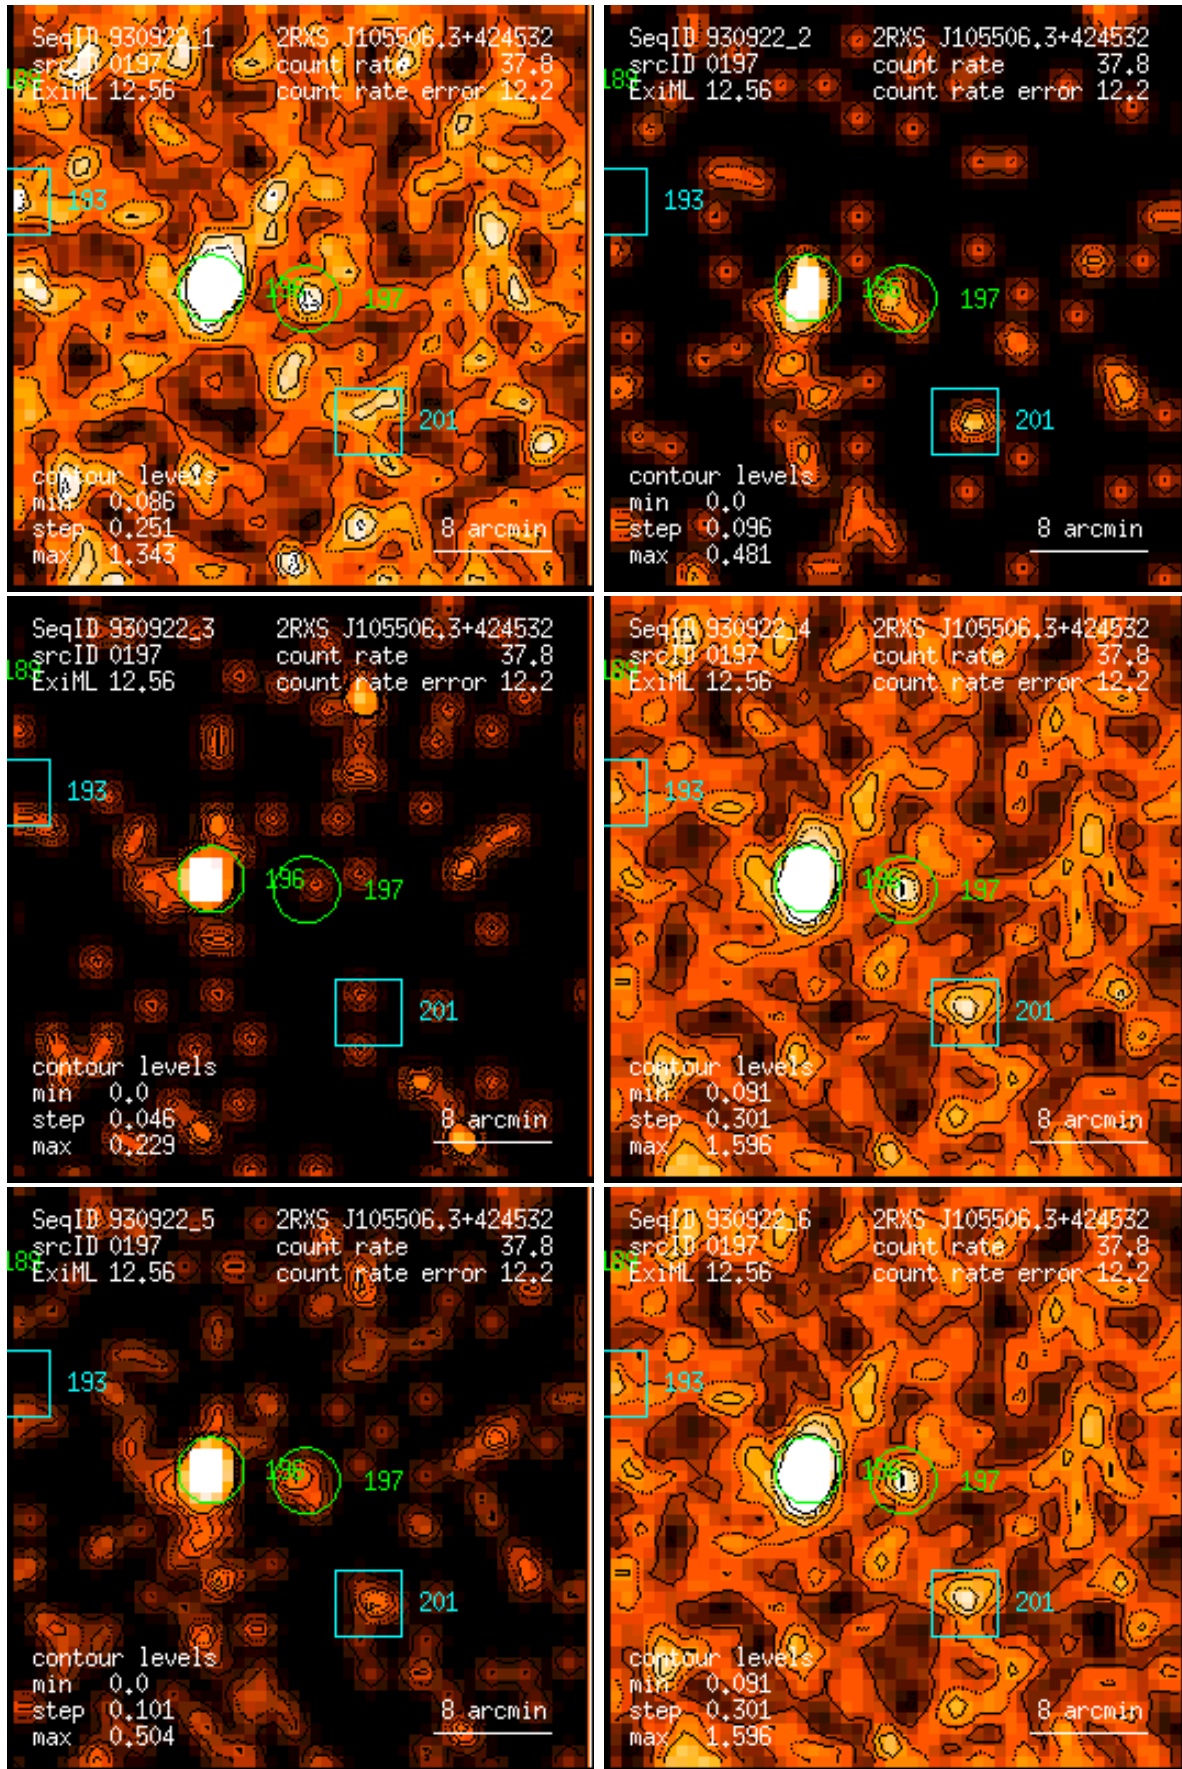 SeqID 930922_1 2RXS J105506.3+424532
srcID 0197 count rate 37.8
189
ExiML 12.56 count rate error 12.2
193
196 197
201
contour levels
min 0.086
step 0.251 8 arcmin
max 1.343
SeqID 930922_2 2RXS J105506.3+424532
srcID 0197 count rate 37.8
189
ExiML 12.56 count rate error 12.2
193
196 197
201
contour levels
min 0.0
step 0.096 8 arcmin
max 0.481
SeqID 930922_3 2RXS J105506.3+424532
srcID 0197 count rate 37.8
189
ExiML 12.56 count rate error 12.2
193
196 197
201
contour levels
min 0.0
step 0.046 8 arcmin
max 0.229
SeqID 930922_4 2RXS J105506.3+424532
srcID 0197 count rate 37.8
189
ExiML 12.56 count rate error 12.2
193
196 197
201
contour levels
min 0.091
step 0.301 8 arcmin
max 1.596
SeqID 930922_5 2RXS J105506.3+424532
srcID 0197 count rate 37.8
189
ExiML 12.56 count rate error 12.2
193
196 197
201
contour levels
min 0.0
step 0.101 8 arcmin
max 0.504
SeqID 930922_6 2RXS J105506.3+424532
srcID 0197 count rate 37.8
189
ExiML 12.56 count rate error 12.2
193
196 197
201
contour levels
min 0.091
step 0.301 8 arcmin
max 1.596